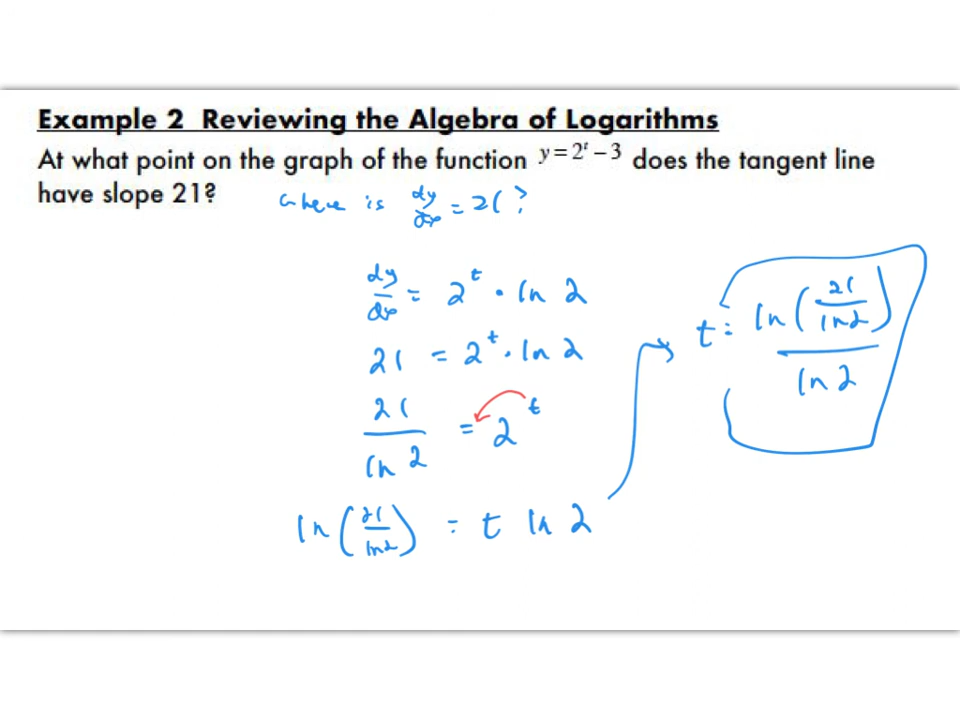 Example 2 Reviewing the Algebra of Logarithms
At what point on the graph of the function y=2^t−3 does the tangent line
have slope 21?
where is dy/dx = 21?
dy/dx = 2^t · ln 2
21 = 2^t · ln 2
21/ln 2 = 2^t
ln(21/ln2) = t ln 2
t = ln(21/ln2)/ln 2